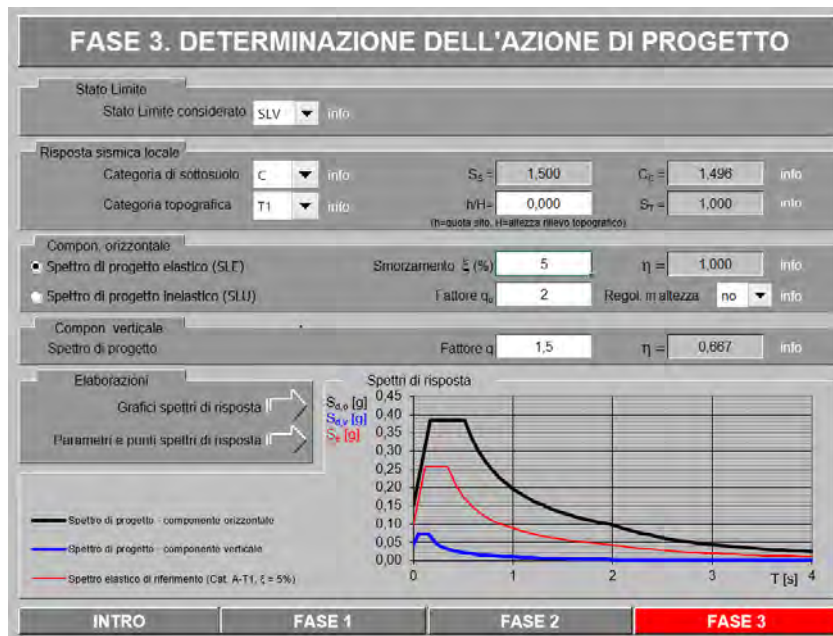 FASE 3. DETERMINAZIONE DELL'AZIONE DI PROGETTO
Stato Limite
Stato Limite considerato SLV info
Risposta sismica locale
Categoria di sottosuolo C info SS = 1,500 CC = 1,496 info
Categoria topografica T1 info h/H= 0,000 ST = 1,000 info
(h=quota sito, H=altezza rilievo topografico)
Compon. orizzontale
Spettro di progetto elastico (SLE) Smorzamento ξ (%) 5 η = 1,000 info
Spettro di progetto inelastico (SLU) Fattore qo 2 Regol. in altezza no info
Compon. verticale
Spettro di progetto Fattore q 1,5 η = 0,667 info
Elaborazioni
Grafici spettri di risposta
Parametri e punti spettri di risposta
Spettri di risposta
Sd,o [g]
Sd,v [g]
Se [g]
0,45
0,40
0,35
0,30
0,25
0,20
0,15
0,10
0,05
0,00
0 1 2 3 4
T [s]
Spettro di progetto - componente orizzontale
Spettro di progetto - componente verticale
Spettro elastico di riferimento (Cat. A-T1, ξ = 5%)
INTRO FASE 1 FASE 2 FASE 3